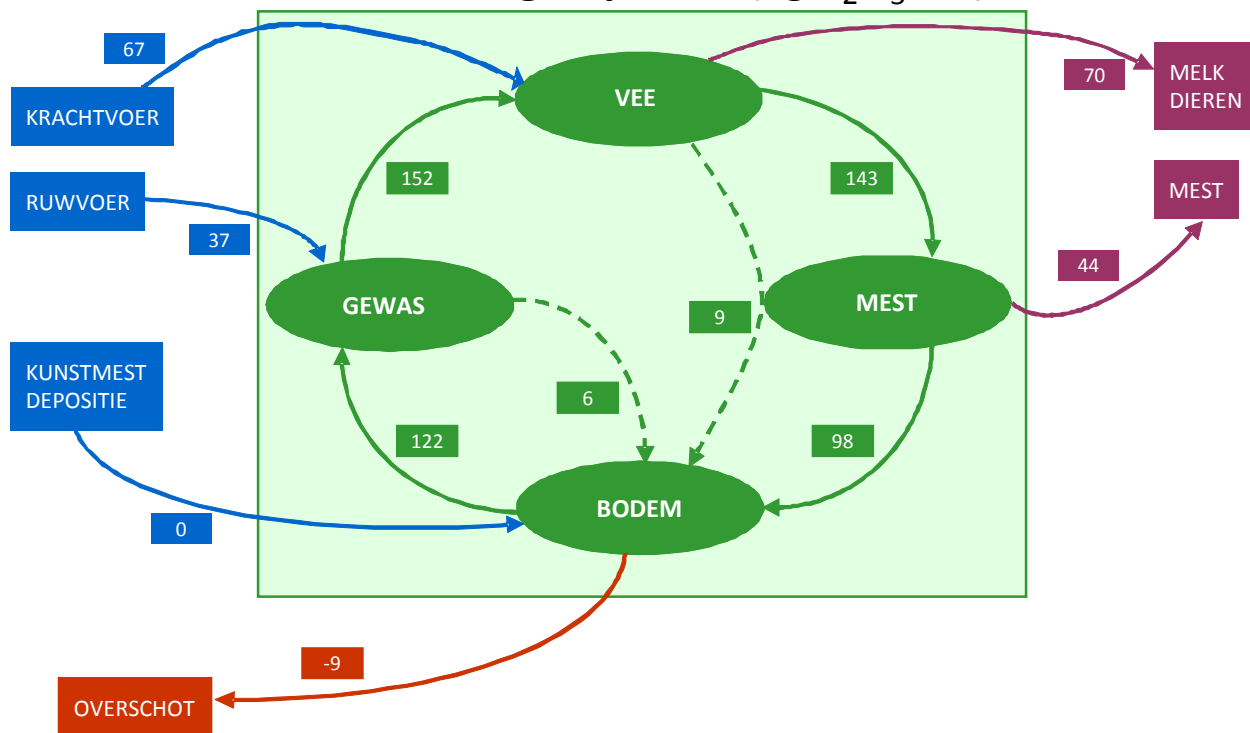 67
VEE
70
MELK
DIEREN
KRACHTVOER
152
143
RUWVOER
MEST
37
44
GEWAS
MEST
9
KUNSTMEST
DEPOSITIE
6
122
98
BODEM
0
-9
OVERSCHOT